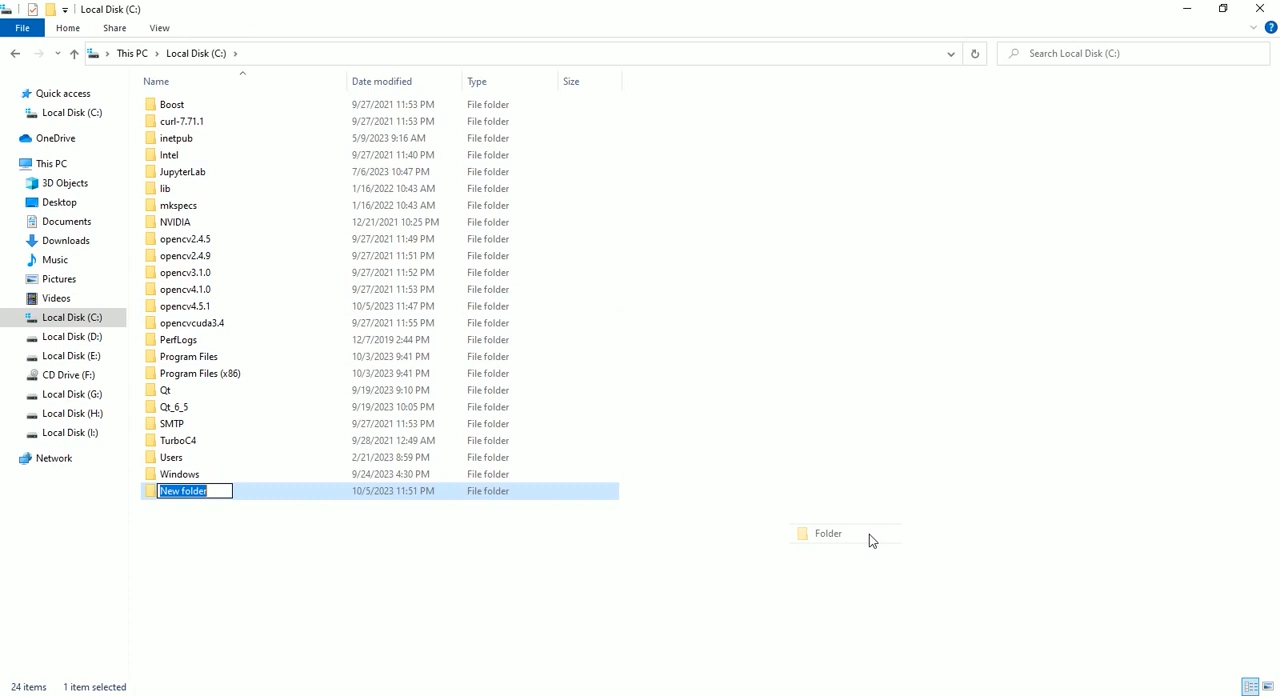 Local Disk (C:)
File Home Share View
This PC Local Disk (C:) Search Local Disk (C:)
Quick access
Local Disk (C:)
OneDrive
This PC
3D Objects
Desktop
Documents
Downloads
Music
Pictures
Videos
Local Disk (C:)
Local Disk (D:)
Local Disk (E:)
CD Drive (F:)
Local Disk (G:)
Local Disk (H:)
Local Disk (I:)
Network
Name Date modified Type Size
Boost 9/27/2021 11:53 PM File folder
curl-7.71.1 9/27/2021 11:53 PM File folder
inetpub 5/9/2023 9:16 AM File folder
Intel 9/27/2021 11:40 PM File folder
JupyterLab 7/6/2023 10:47 PM File folder
lib 1/16/2022 10:43 AM File folder
mkspecs 1/16/2022 10:43 AM File folder
NVIDIA 12/21/2021 10:25 PM File folder
opencv2.4.5 9/27/2021 11:49 PM File folder
opencv2.4.9 9/27/2021 11:51 PM File folder
opencv3.1.0 9/27/2021 11:52 PM File folder
opencv4.1.0 9/27/2021 11:53 PM File folder
opencv4.5.1 10/5/2023 11:47 PM File folder
opencvcuda3.4 9/27/2021 11:55 PM File folder
PerfLogs 12/7/2019 2:44 PM File folder
Program Files 10/3/2023 9:41 PM File folder
Program Files (x86) 10/3/2023 9:41 PM File folder
Qt 9/19/2023 9:10 PM File folder
Qt_6_5 9/19/2023 10:05 PM File folder
SMTP 9/27/2021 11:53 PM File folder
TurboC4 9/28/2021 12:49 AM File folder
Users 2/21/2023 8:59 PM File folder
Windows 9/24/2023 4:30 PM File folder
New folder 10/5/2023 11:51 PM File folder
Folder
24 items 1 item selected